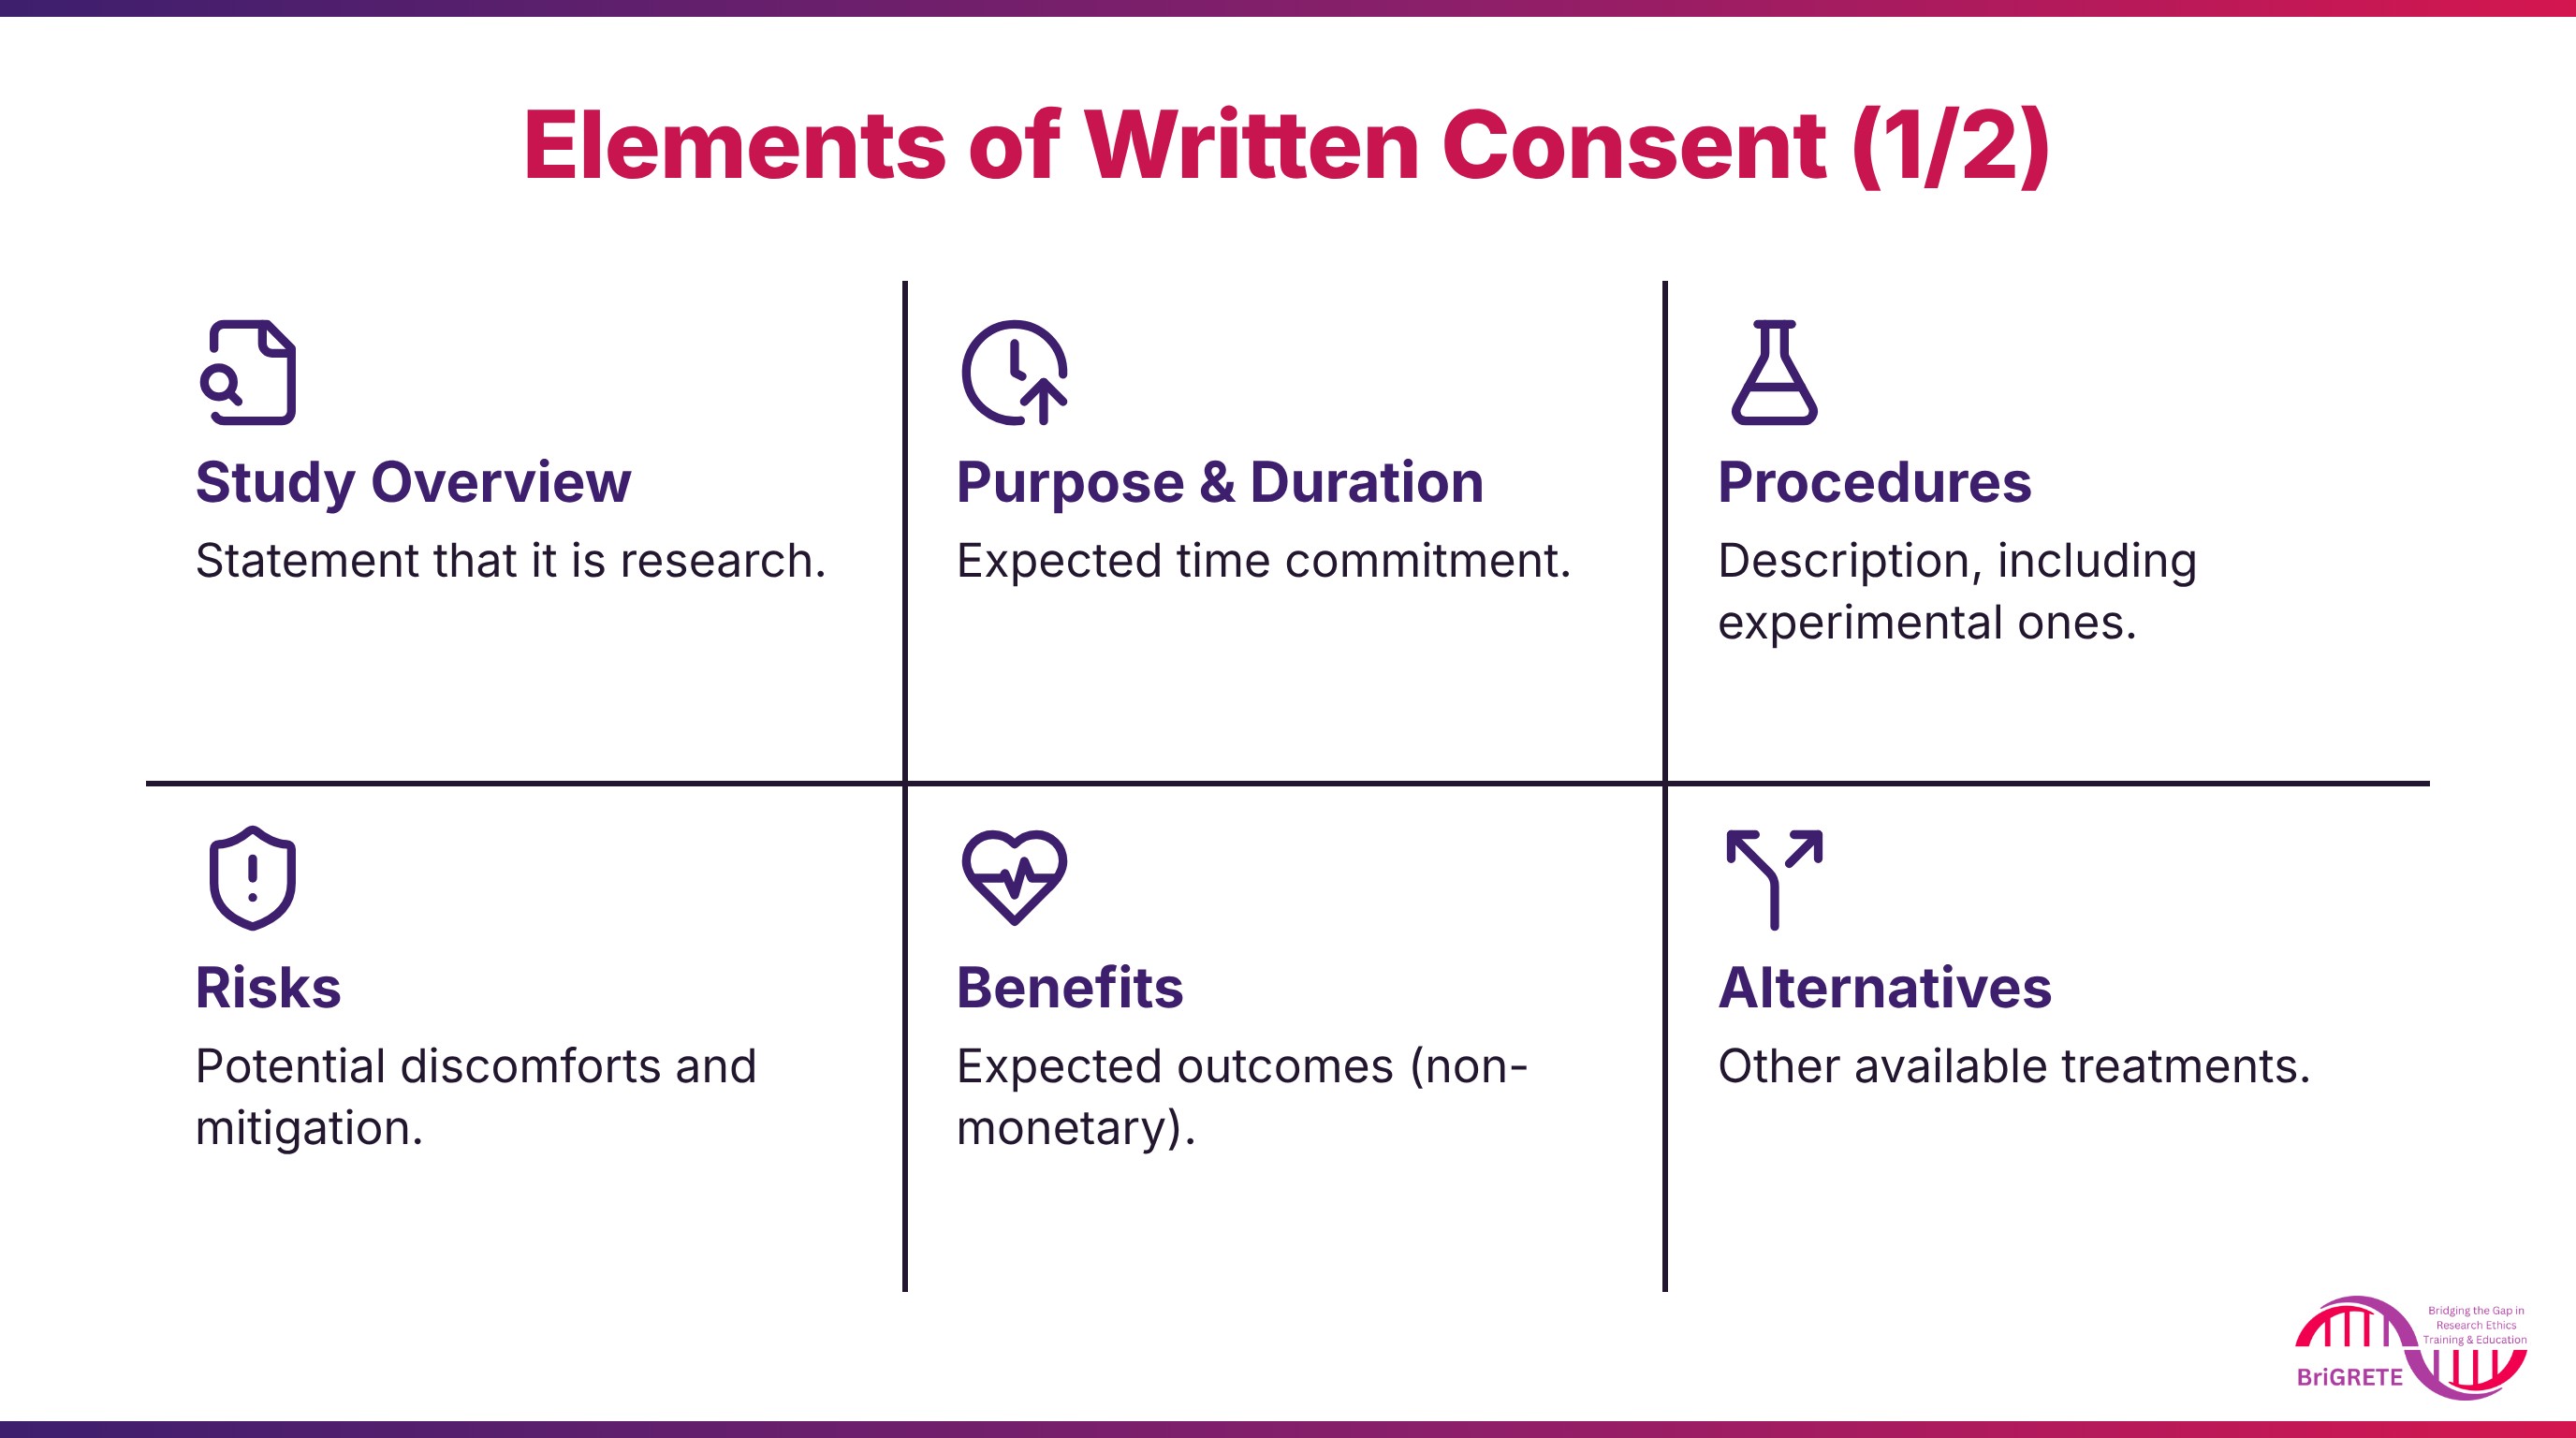 Elements of Written Consent (1/2)
Study Overview
Statement that it is research.
Purpose & Duration
Expected time commitment.
Procedures
Description, including
experimental ones.
Risks
Potential discomforts and
mitigation.
Benefits
Expected outcomes (non-
monetary).
Alternatives
Other available treatments.
Bridging the Gap in
Research Ethics
Training & Education
BriGRETE